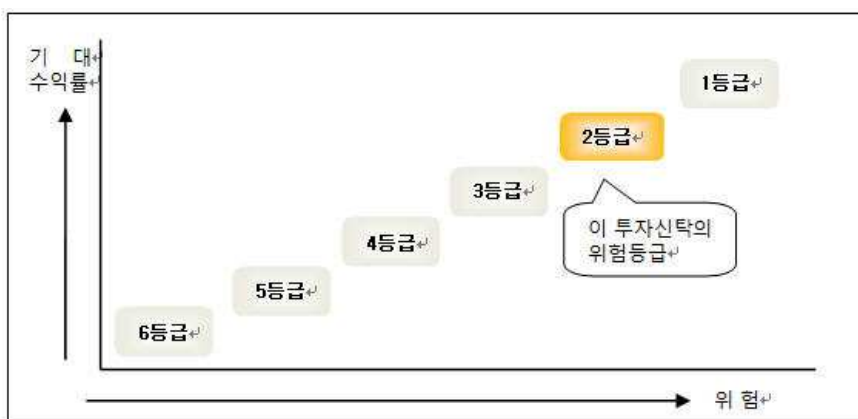 기 대
수익률
1등급
2등급
3등급
이 투자신탁의
위험등급
4등급
5등급
6등급
위 험